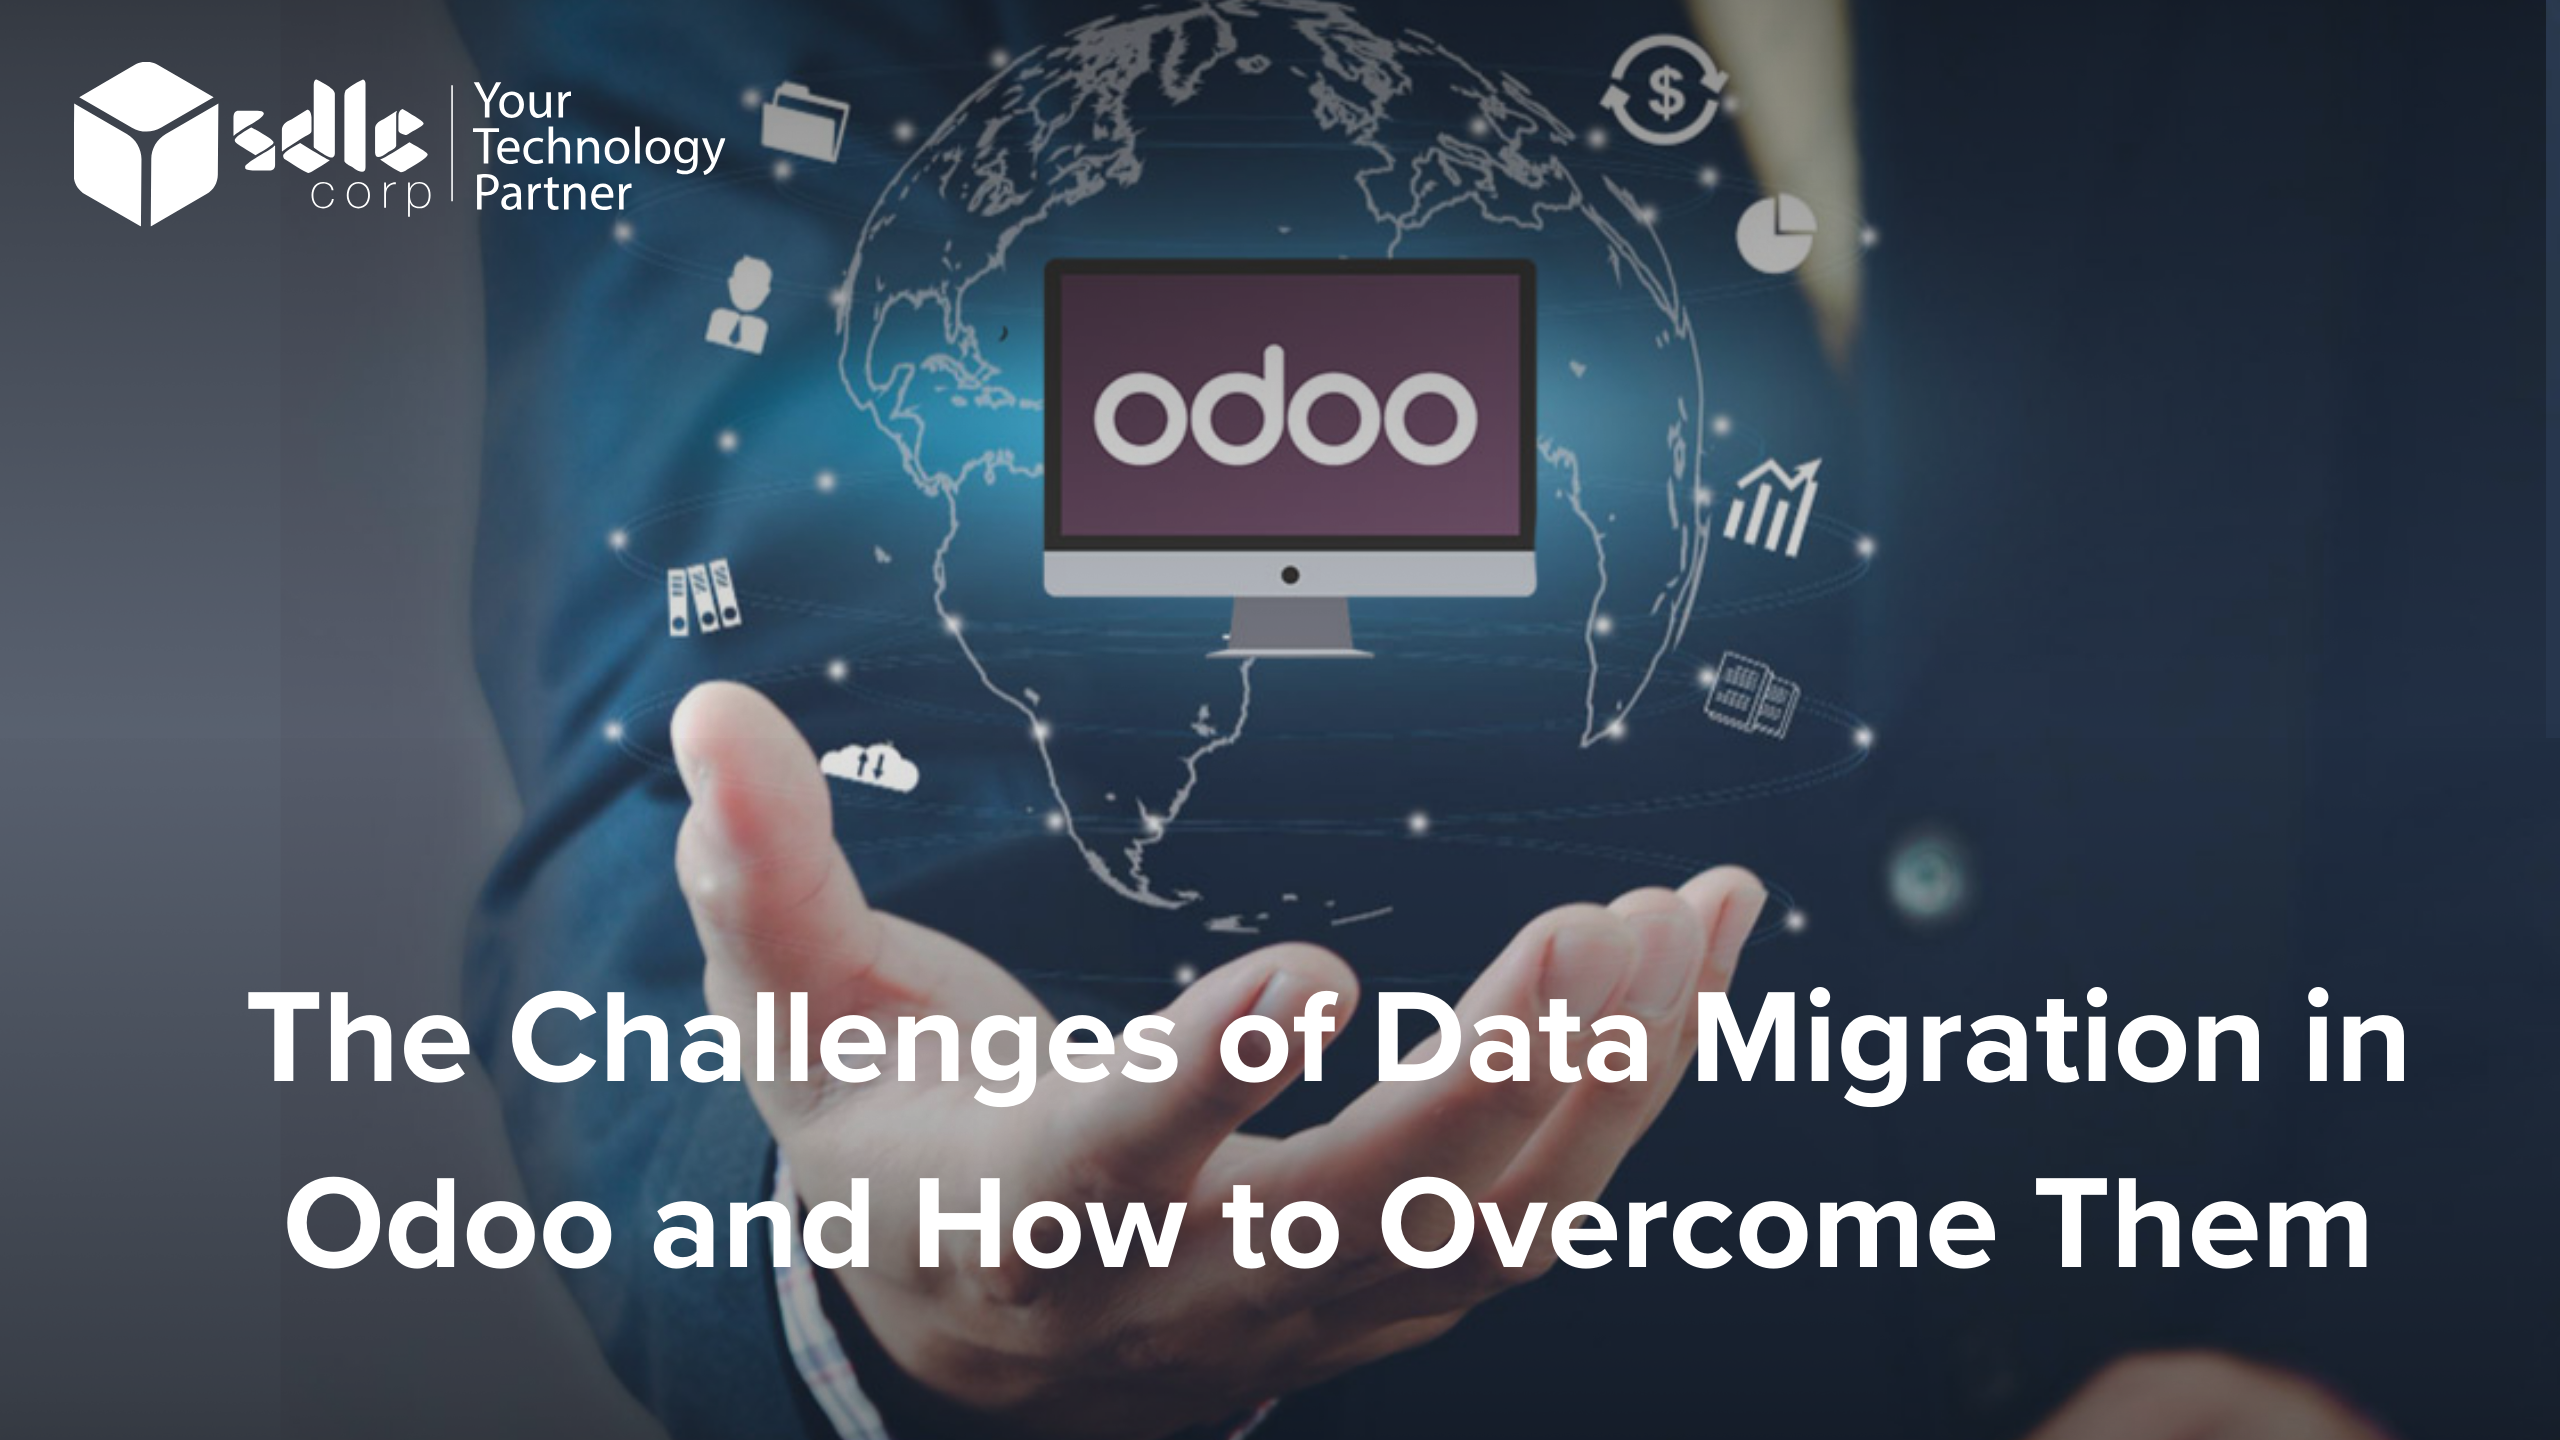 sdlc
corp
Your
Technology
Partner
$
odoo
The Challenges of Data Migration in
Odoo and How to Overcome Them